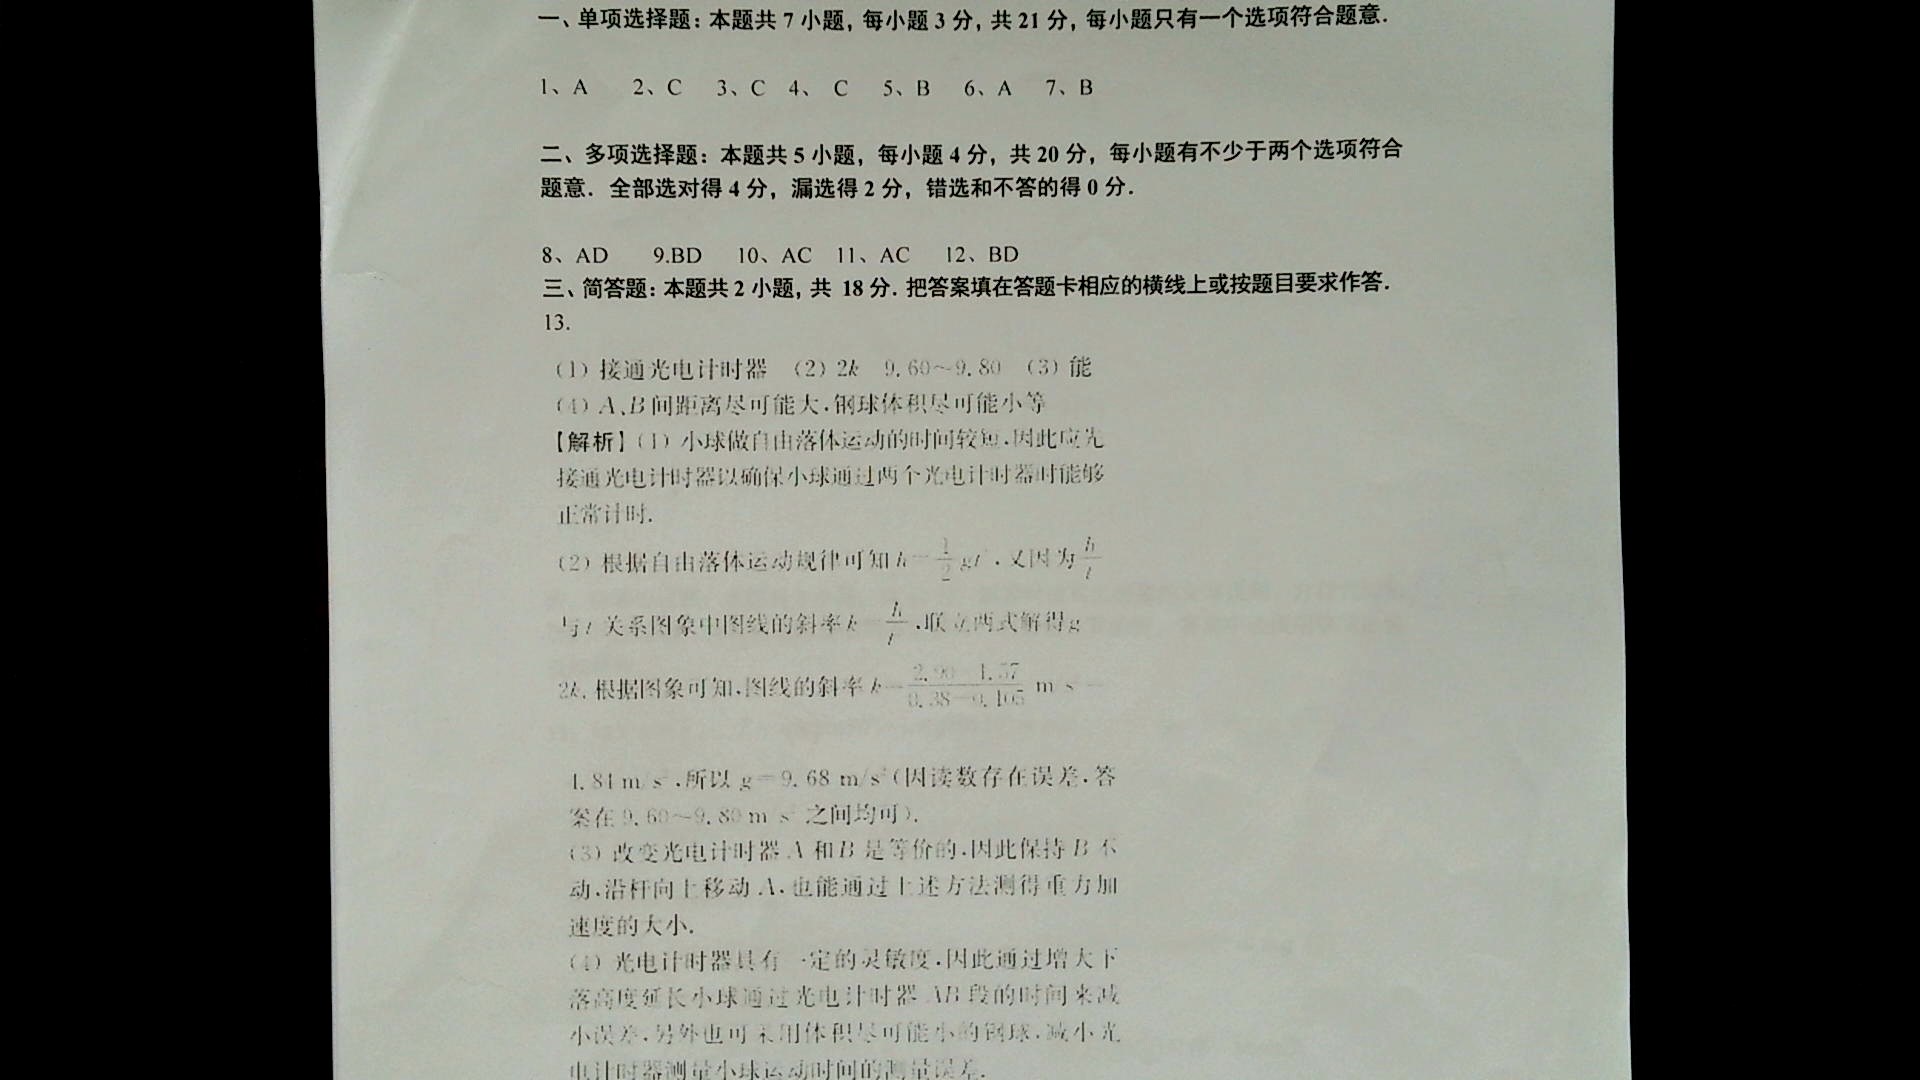 一、单项选择题：本题共 7 小题，每小题 3 分，共 21 分，每小题只有一个选项符合题意．
1、A 2、C 3、C 4、 C 5、B 6、A 7、B
二、多项选择题：本题共 5 小题，每小题 4 分，共 20 分，每小题有不少于两个选项符合
题意．全部选对得 4 分，漏选得 2 分，错选和不答的得 0 分．
8、AD 9.BD 10、AC 11、AC 12、BD
三、简答题：本题共 2 小题，共 18 分．把答案填在答题卡相应的横线上或按题目要求作答．
13.
(1) 接通光电计时器 (2) 2k 9.60~9.80 (3) 能
(4) A、B 间距离尽可能大，钢球体积尽可能小等
【解析】(1) 小球做自由落体运动的时间较短，因此应先
接通光电计时器以确保小球通过两个光电计时器时能够
正常计时.
(2) 根据自由落体运动规律可知 h=1/2 gt²，又因为 h/t
与 t 关系图象中图线的斜率 k ，联立两式解得 g
2k. 根据图象可知，图线的斜率 k m s
4.84 m/s²，所以 g=9.68 m/s²（因读数存在误差，答
案在 9.60~9.80 m/s² 之间均可）.
(3) 改变光电计时器 A 和 B 是等价的，因此保持 B 不
动，沿杆向上移动 A，也能通过上述方法测得重力加
速度的大小.
(4) 光电计时器具有一定的灵敏度，因此通过增大下
落高度延长小球通过光电计时器 AB 段的时间来减
小误差，另外也可采用体积尽可能小的钢球，减小光
电计时器测量小球运动时间的测量误差.